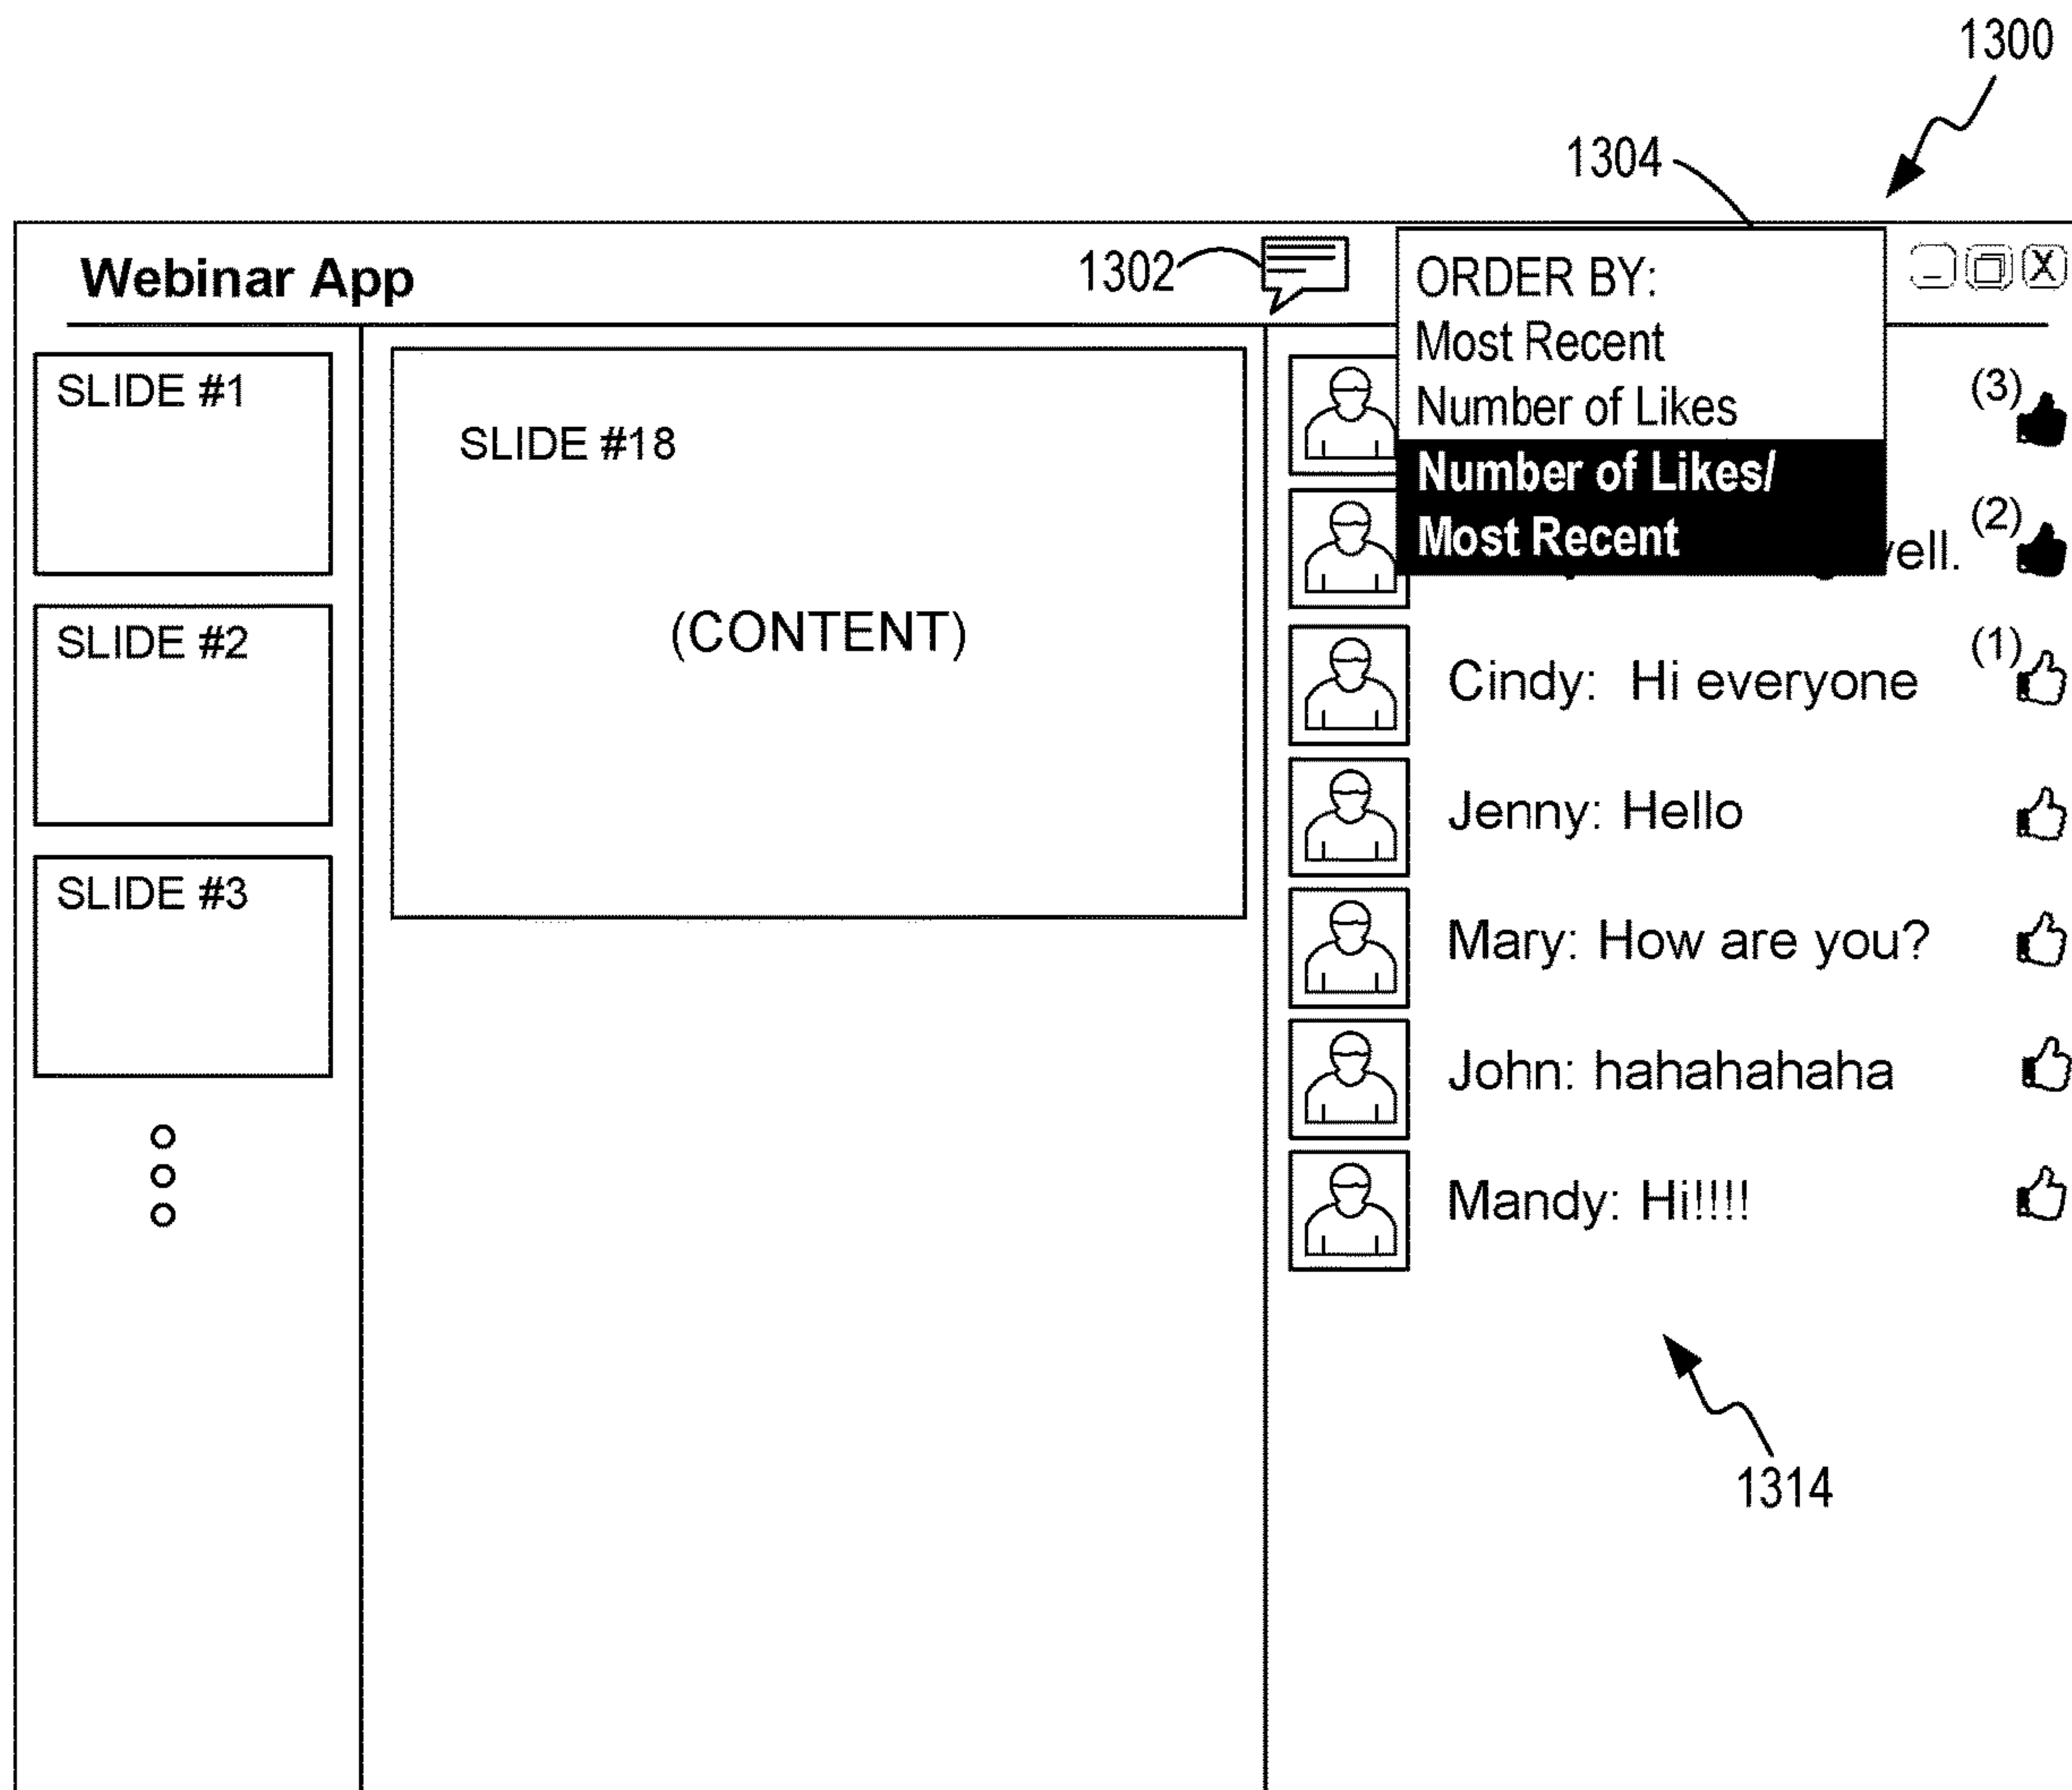 1300
1304
Webinar App
1302
ORDER BY:
Most Recent
Number of Likes
Number of Likes/
Most Recent
X
(3)
(2)
SLIDE #1
SLIDE #2
SLIDE #3
SLIDE #18
(CONTENT)
Cindy: Hi everyone (1)
Jenny: Hello
Mary: How are you?
John: hahahahaha
Mandy: Hi!!!!
1314